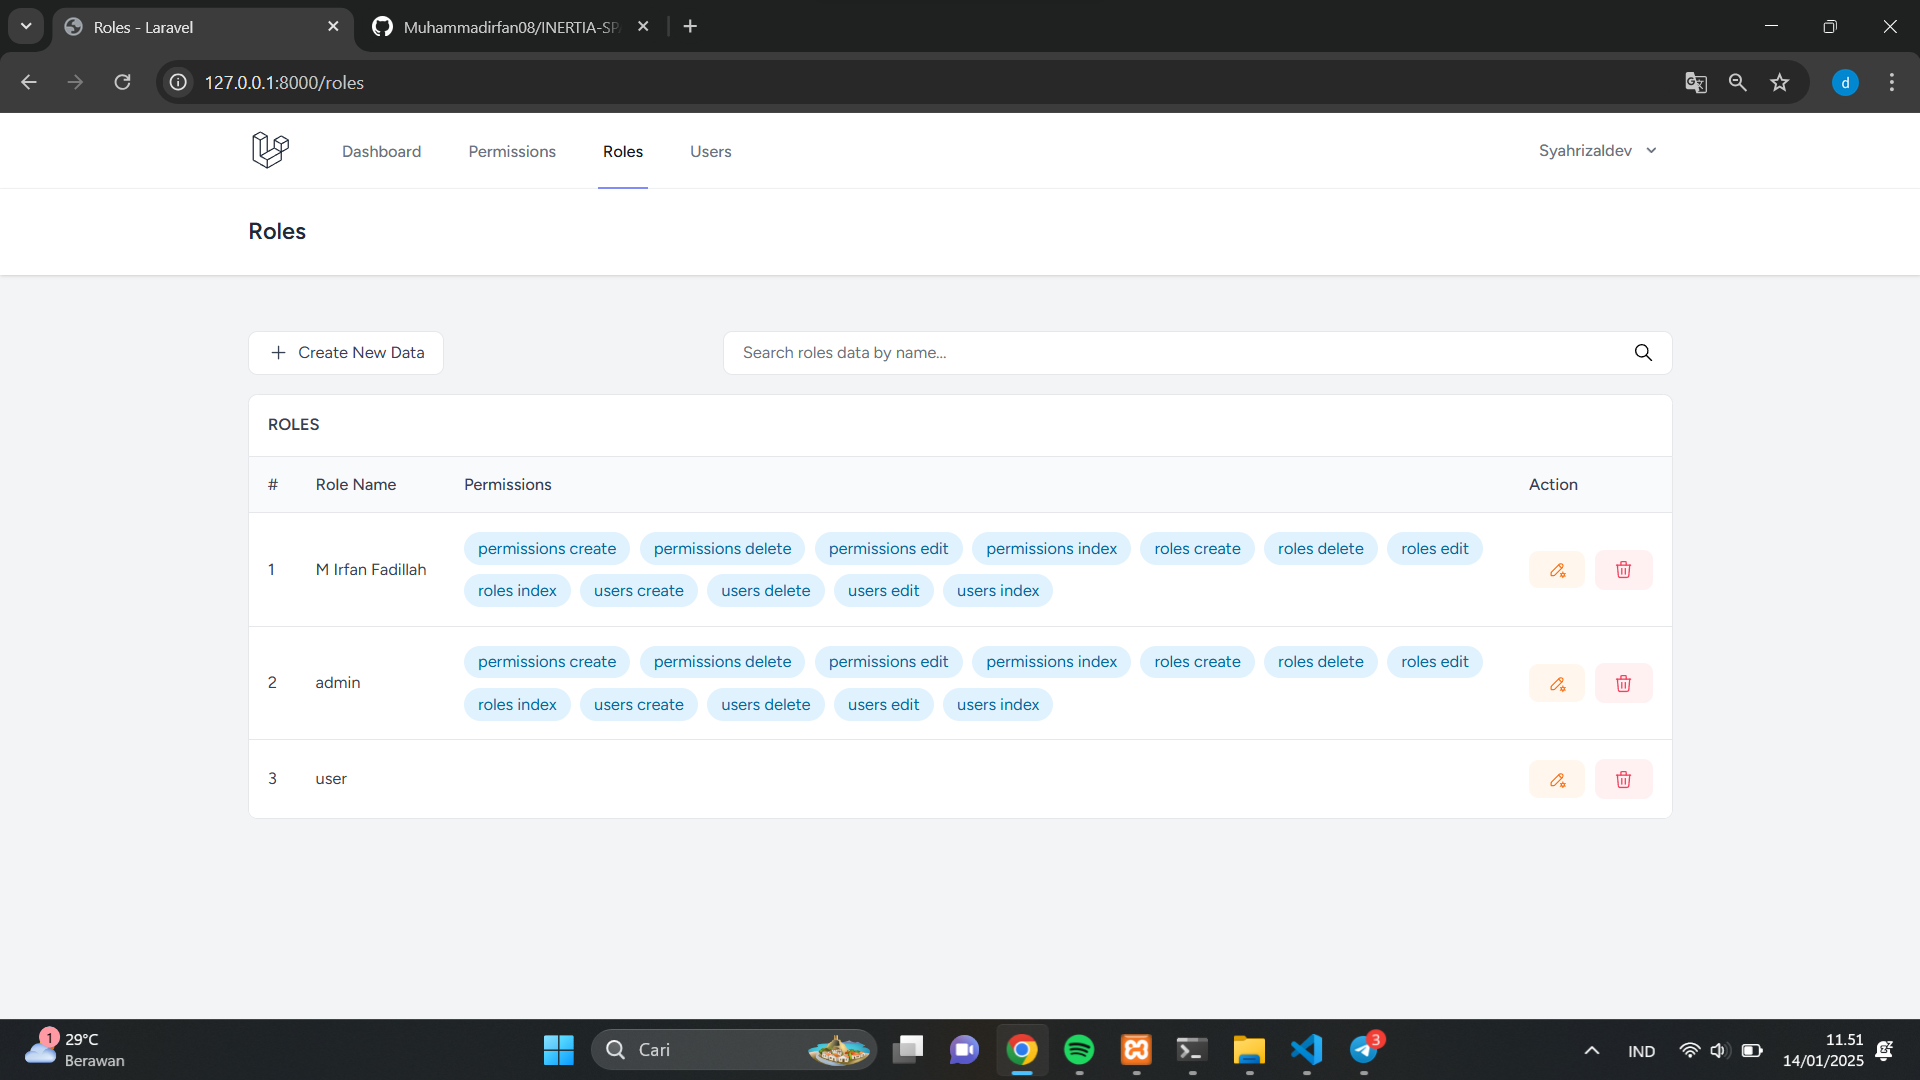 Roles - Laravel
Muhammadirfan08/INERTIA-SP
127.0.0.1:8000/roles
d
Dashboard Permissions Roles Users Syahrizaldev
Roles
Create New Data
Search roles data by name...
ROLES
# Role Name Permissions Action
1 M Irfan Fadillah
permissions create permissions delete permissions edit permissions index roles create roles delete roles edit
roles index users create users delete users edit users index
2 admin
permissions create permissions delete permissions edit permissions index roles create roles delete roles edit
roles index users create users delete users edit users index
3 user
1
29°C
Berawan
Cari
3
IND
11.51
14/01/2025